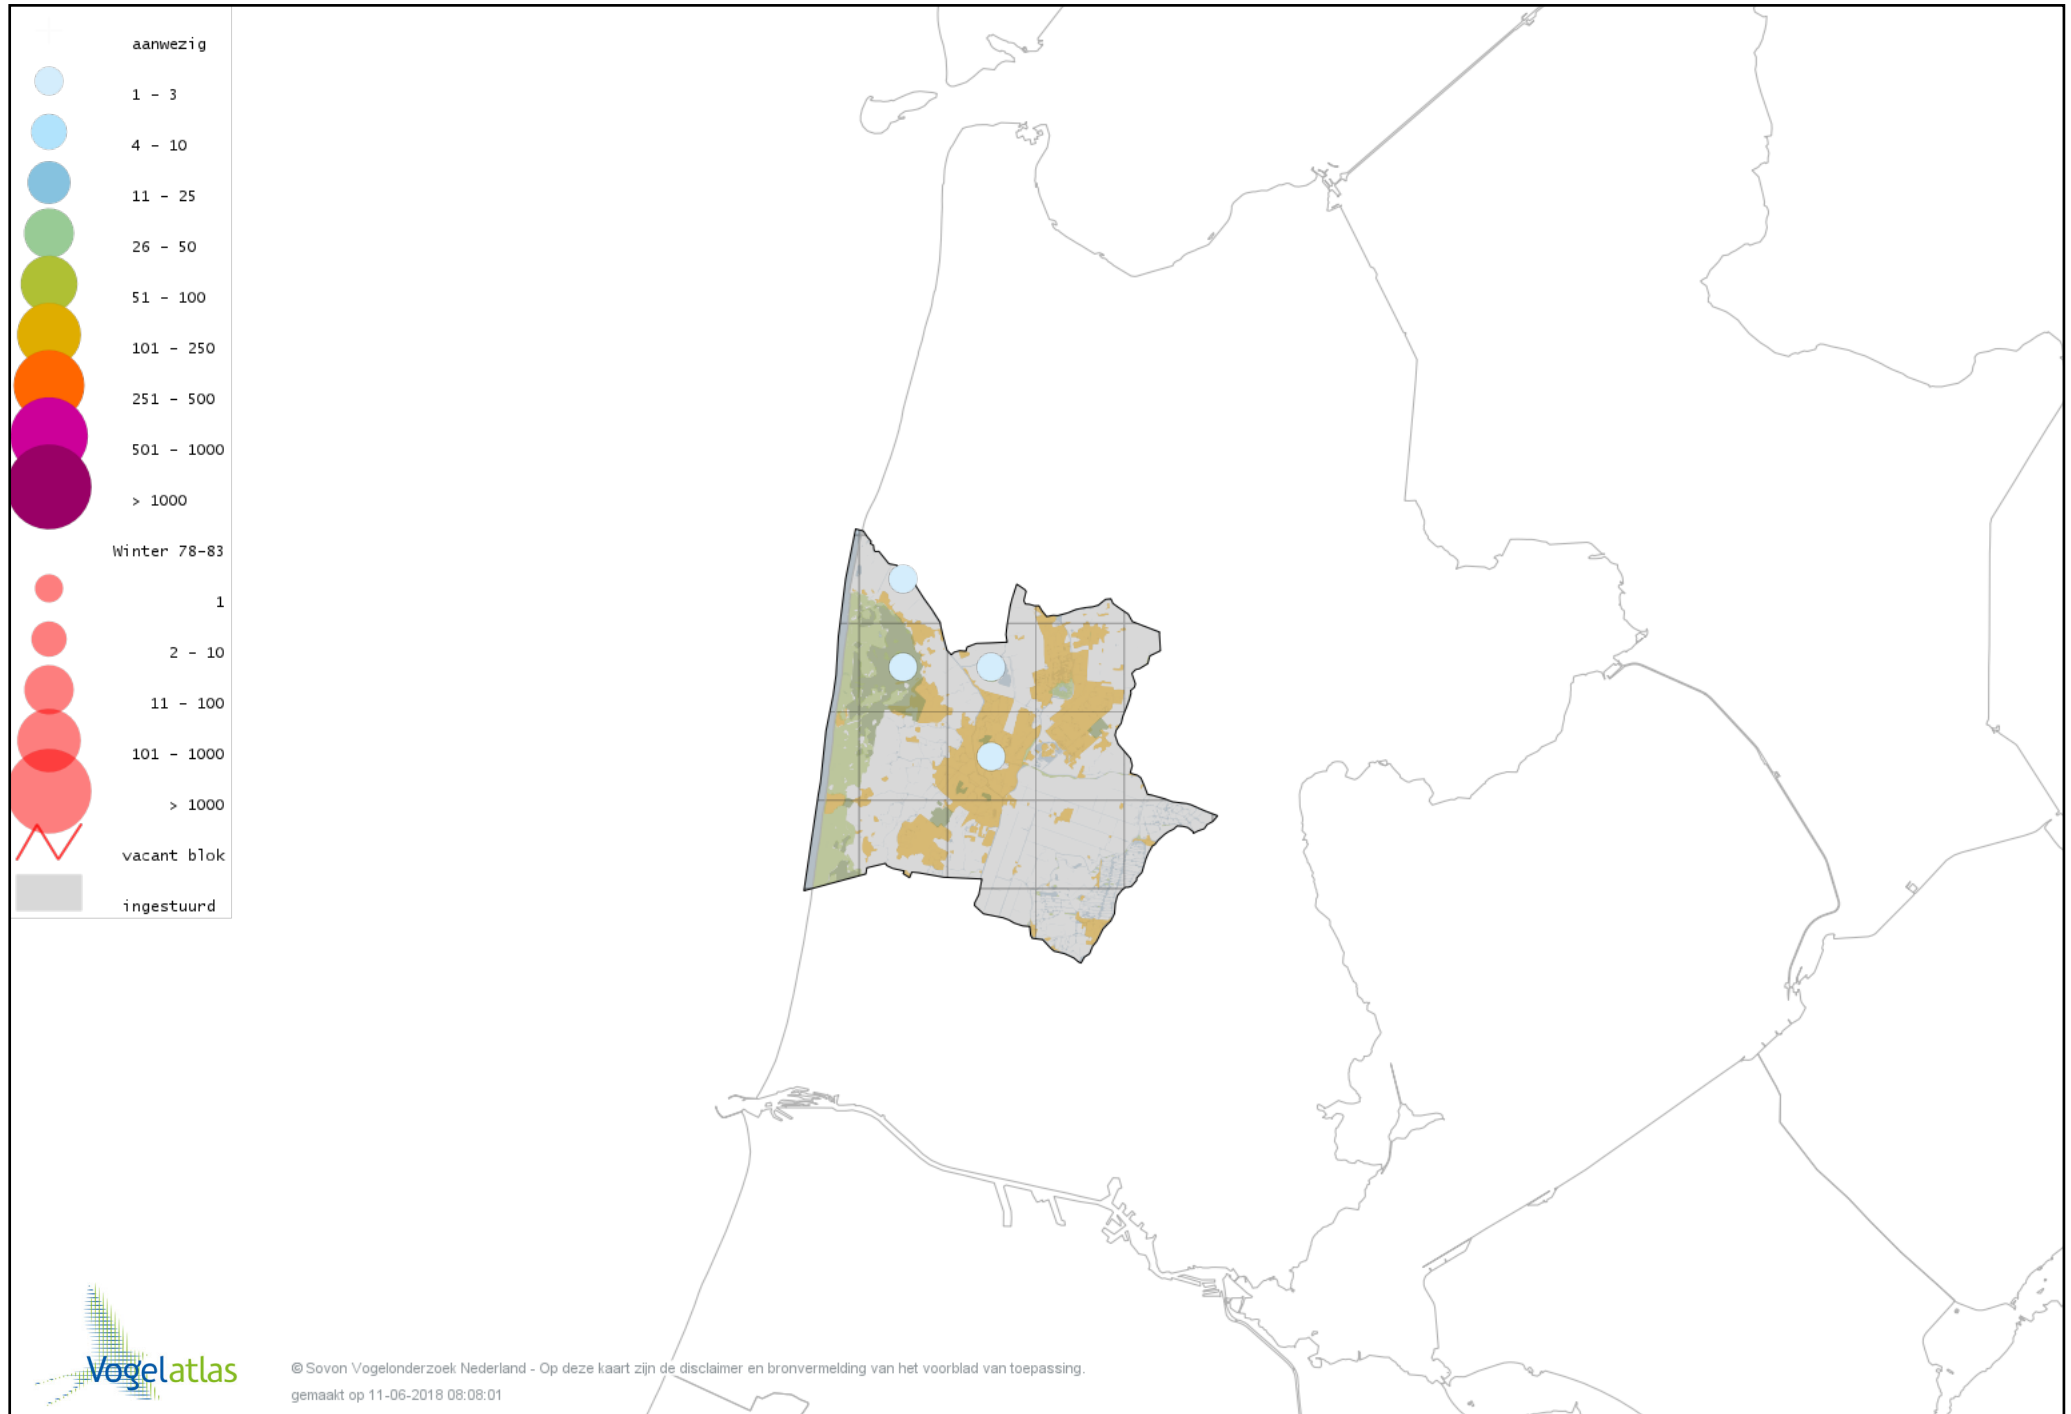 aanwezig
1 - 3
4 - 10
11 - 25
26 - 50
51 - 100
101 - 250
251 - 500
501 - 1000
> 1000
Winter 78-83
1
2 - 10
11 - 100
101 - 1000
> 1000
vacant blok
ingestuurd
Vogelatlas
© Sovon Vogelonderzoek Nederland - Op deze kaart zijn de disclaimer en bronvermelding van het voorblad van toepassing.
gemaakt op 11-06-2018 08:08:01